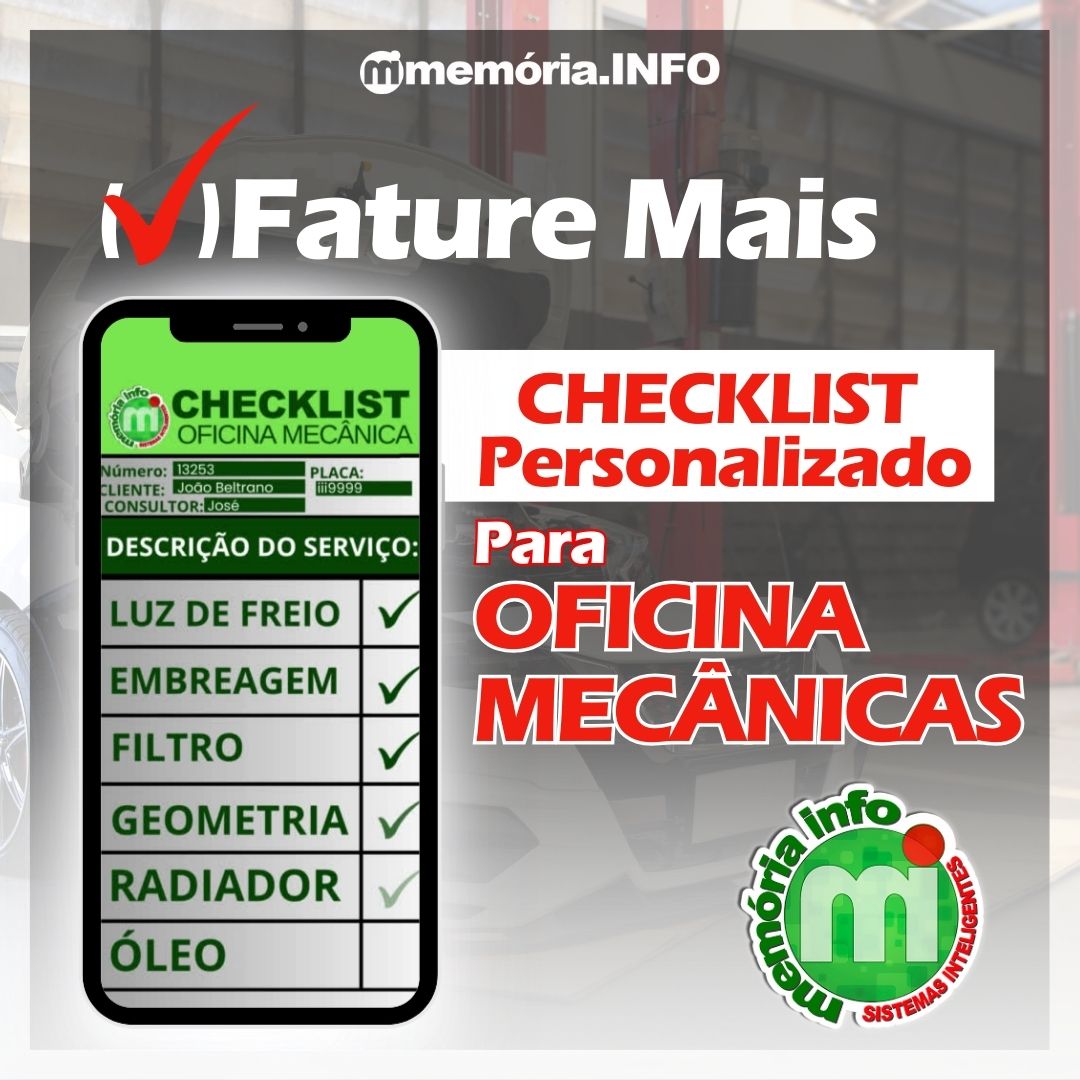 memória.INFO
( ) Fature Mais
CHECKLIST
OFICINA MECÂNICA
Número: 13253
PLACA:
CLIENTE: João Beltrano
iii9999
CONSULTOR: José
DESCRIÇÃO DO SERVIÇO:
LUZ DE FREIO
EMBREAGEM
FILTRO
GEOMETRIA
RADIADOR
ÓLEO
CHECKLIST
Personalizado
Para
OFICINA
MECÂNICAS
memória info
mi
SISTEMAS INTELIGENTES